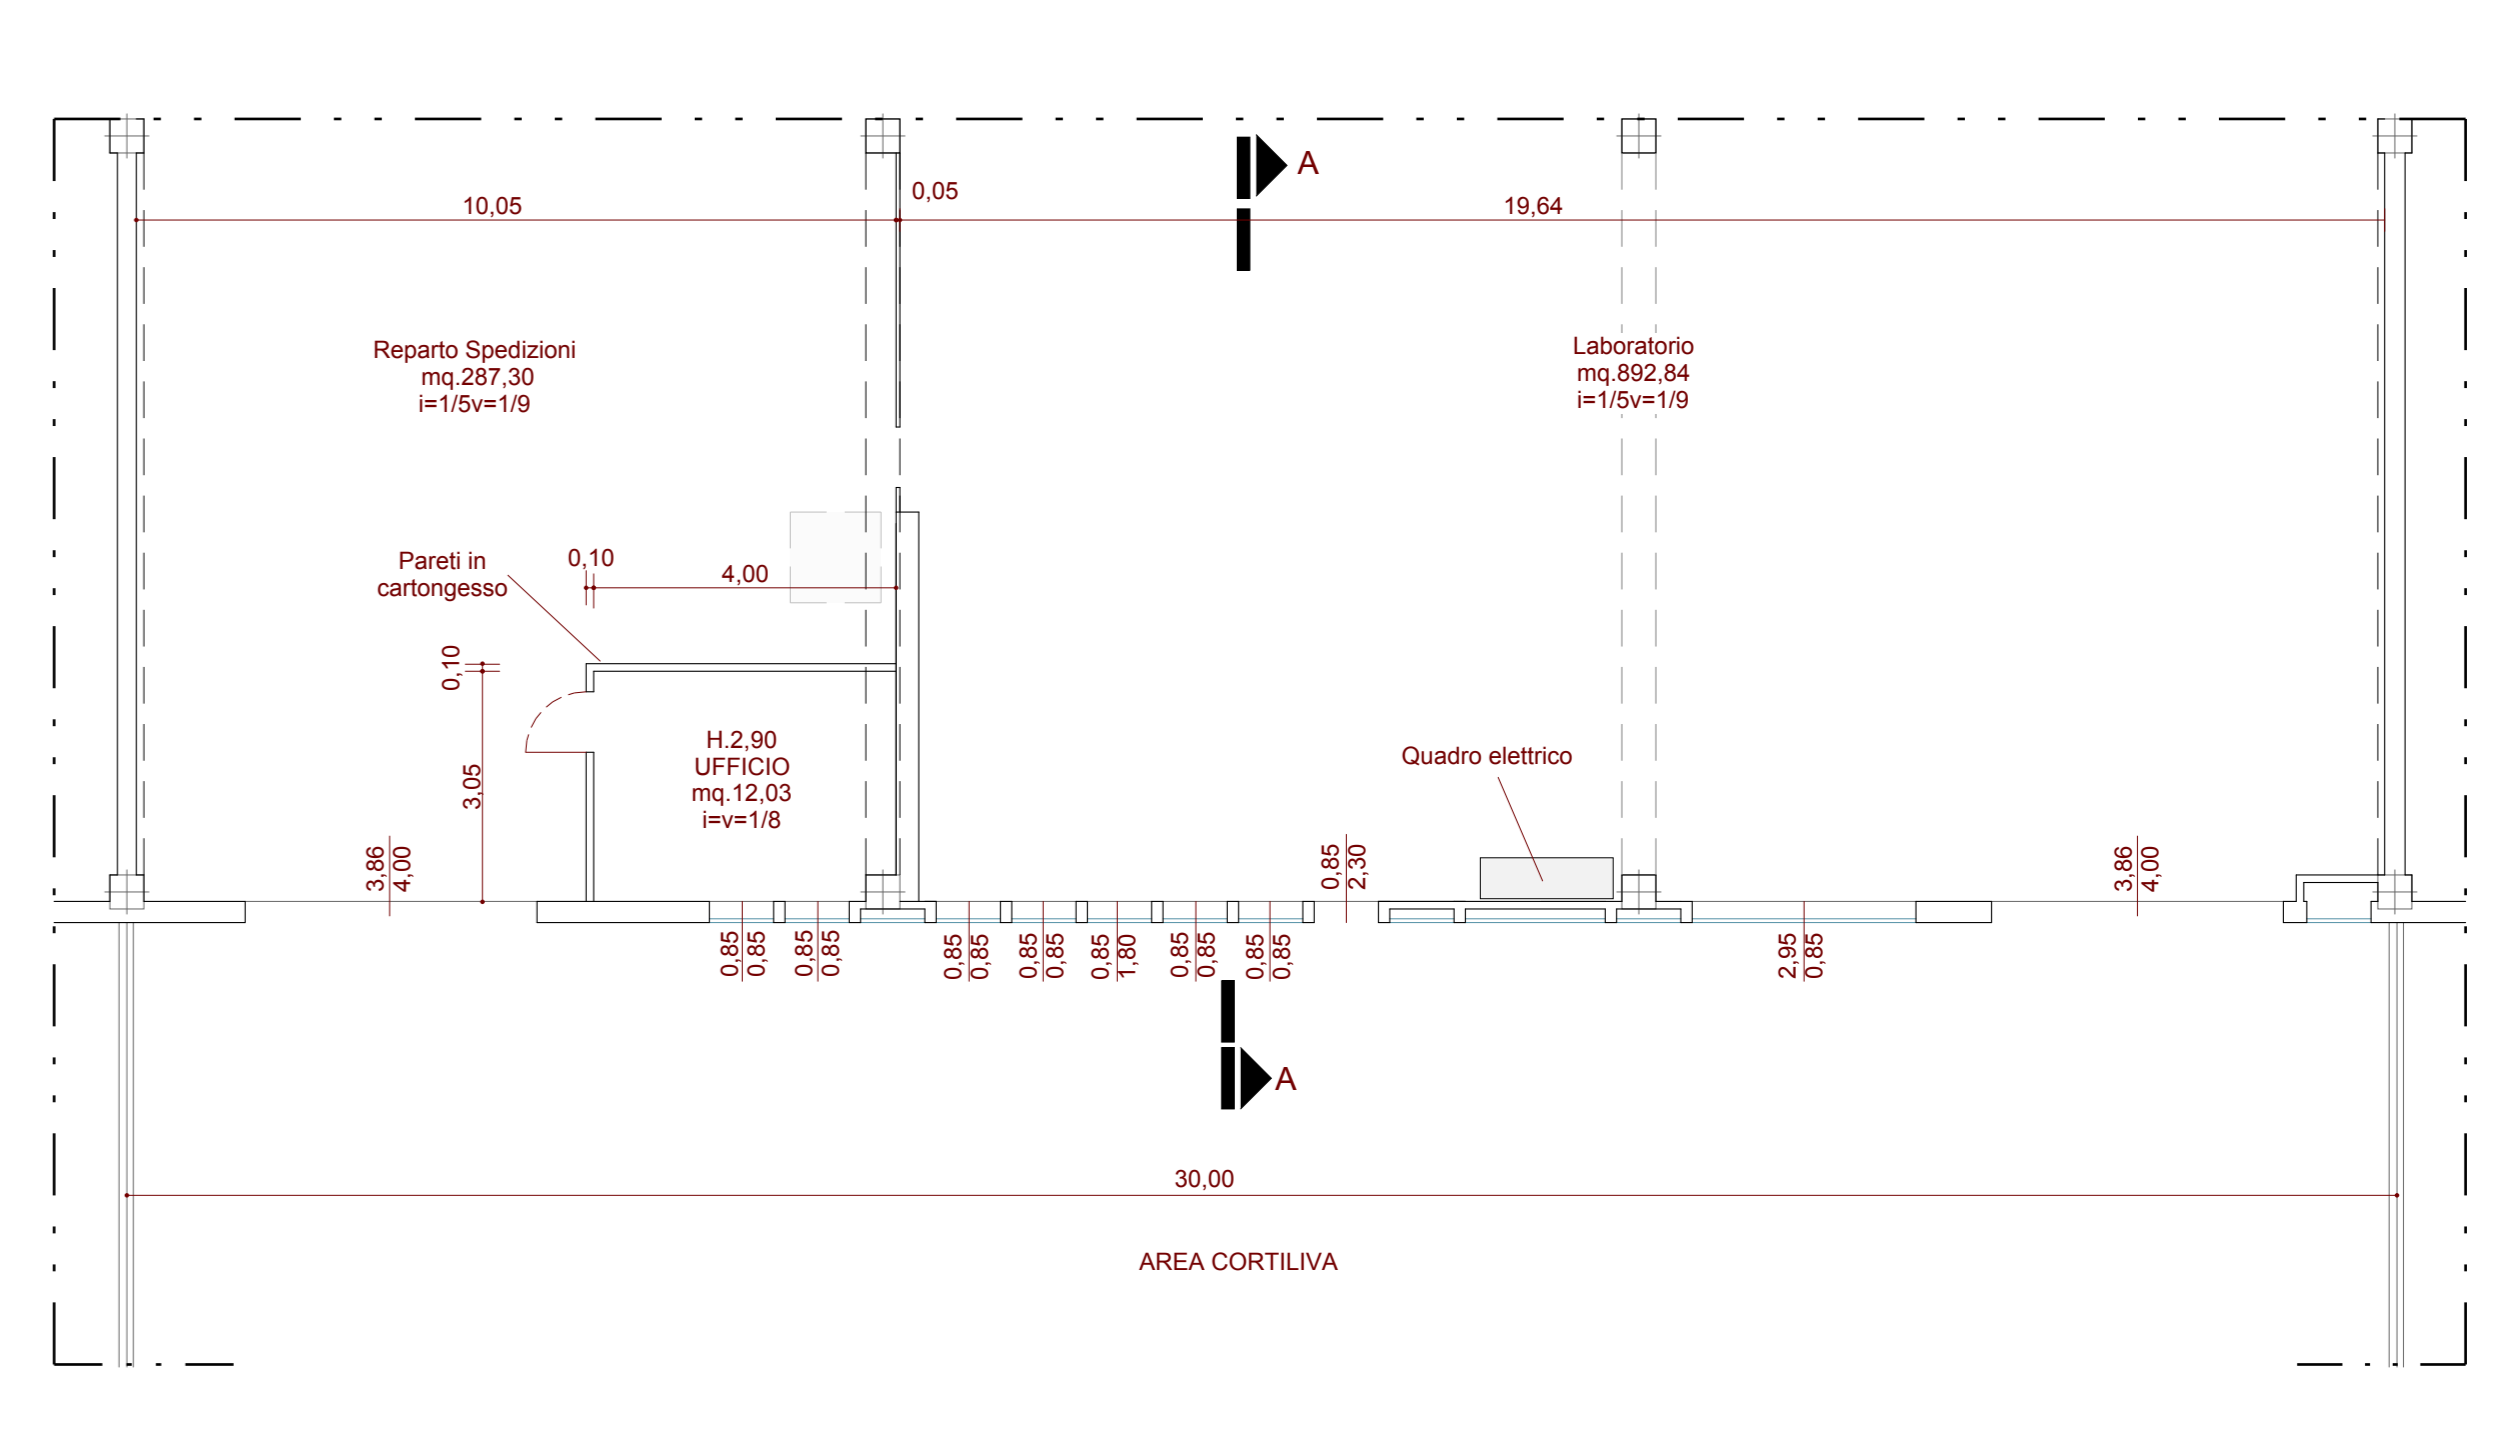 A
0,05
10,05
19,64
Reparto Spedizioni
mq.287,30
i=1/5v=1/9
Laboratorio
mq.892,84
i=1/5v=1/9
Pareti in
cartongesso
0,10
4,00
0,10
3,05
H.2,90
UFFICIO
mq.12,03
i=v=1/8
Quadro elettrico
3,86
4,00
0,85
2,30
3,86
4,00
0,85
0,85
0,85
0,85
0,85
0,85
0,85
0,85
0,85
1,80
0,85
0,85
0,85
0,85
2,95
0,85
A
30,00
AREA CORTILIVA